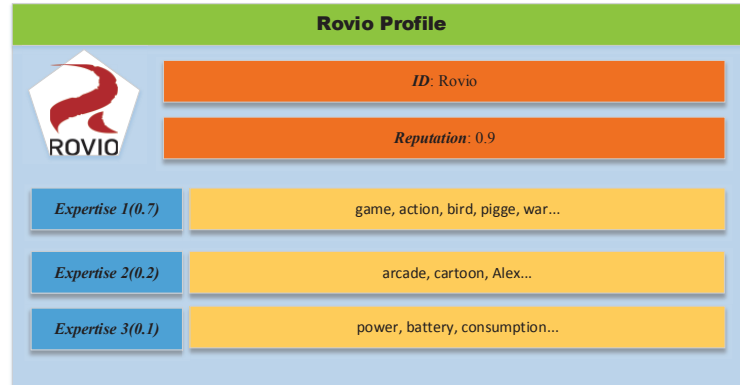 Rovio Profile
ROVIO
ID: Rovio
Reputation: 0.9
Expertise 1(0.7)
game, action, bird, pigge, war...
Expertise 2(0.2)
arcade, cartoon, Alex...
Expertise 3(0.1)
power, battery, consumption...